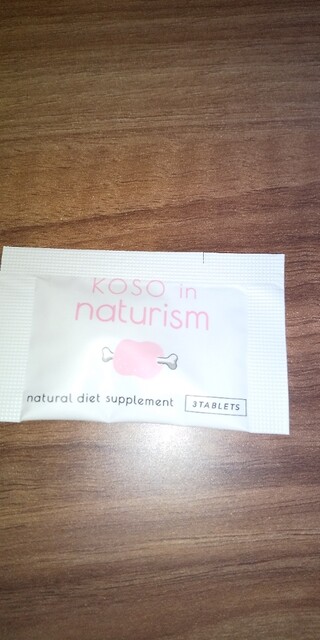 KOSO in
naturism
natural diet supplement 3TABLETS